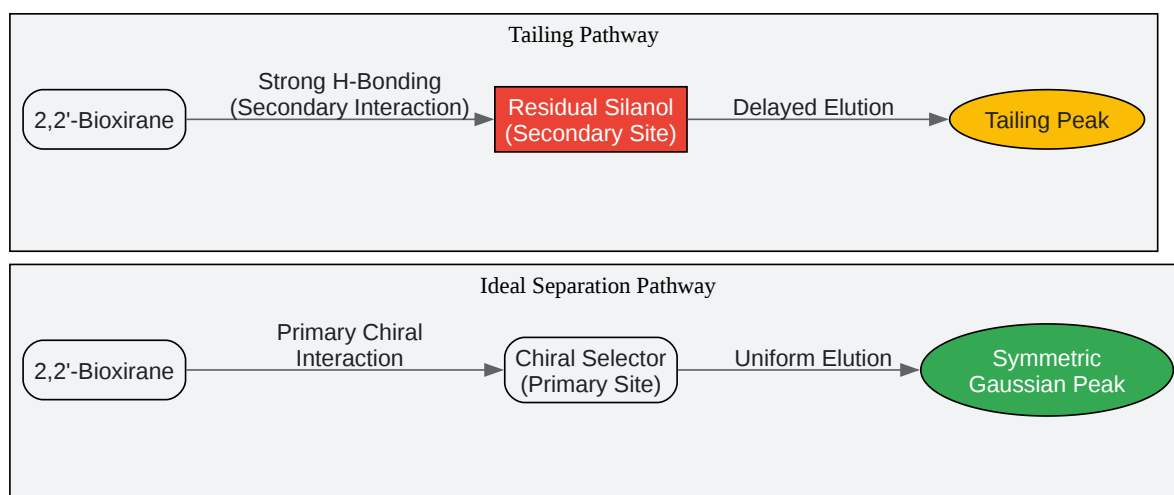 Tailing Pathway
2,2'-Bioxirane
Strong H-Bonding
(Secondary Interaction)
Residual Silanol
(Secondary Site)
Delayed Elution
Tailing Peak
Ideal Separation Pathway
2,2'-Bioxirane
Primary Chiral
Interaction
Chiral Selector
(Primary Site)
Uniform Elution
Symmetric
Gaussian Peak